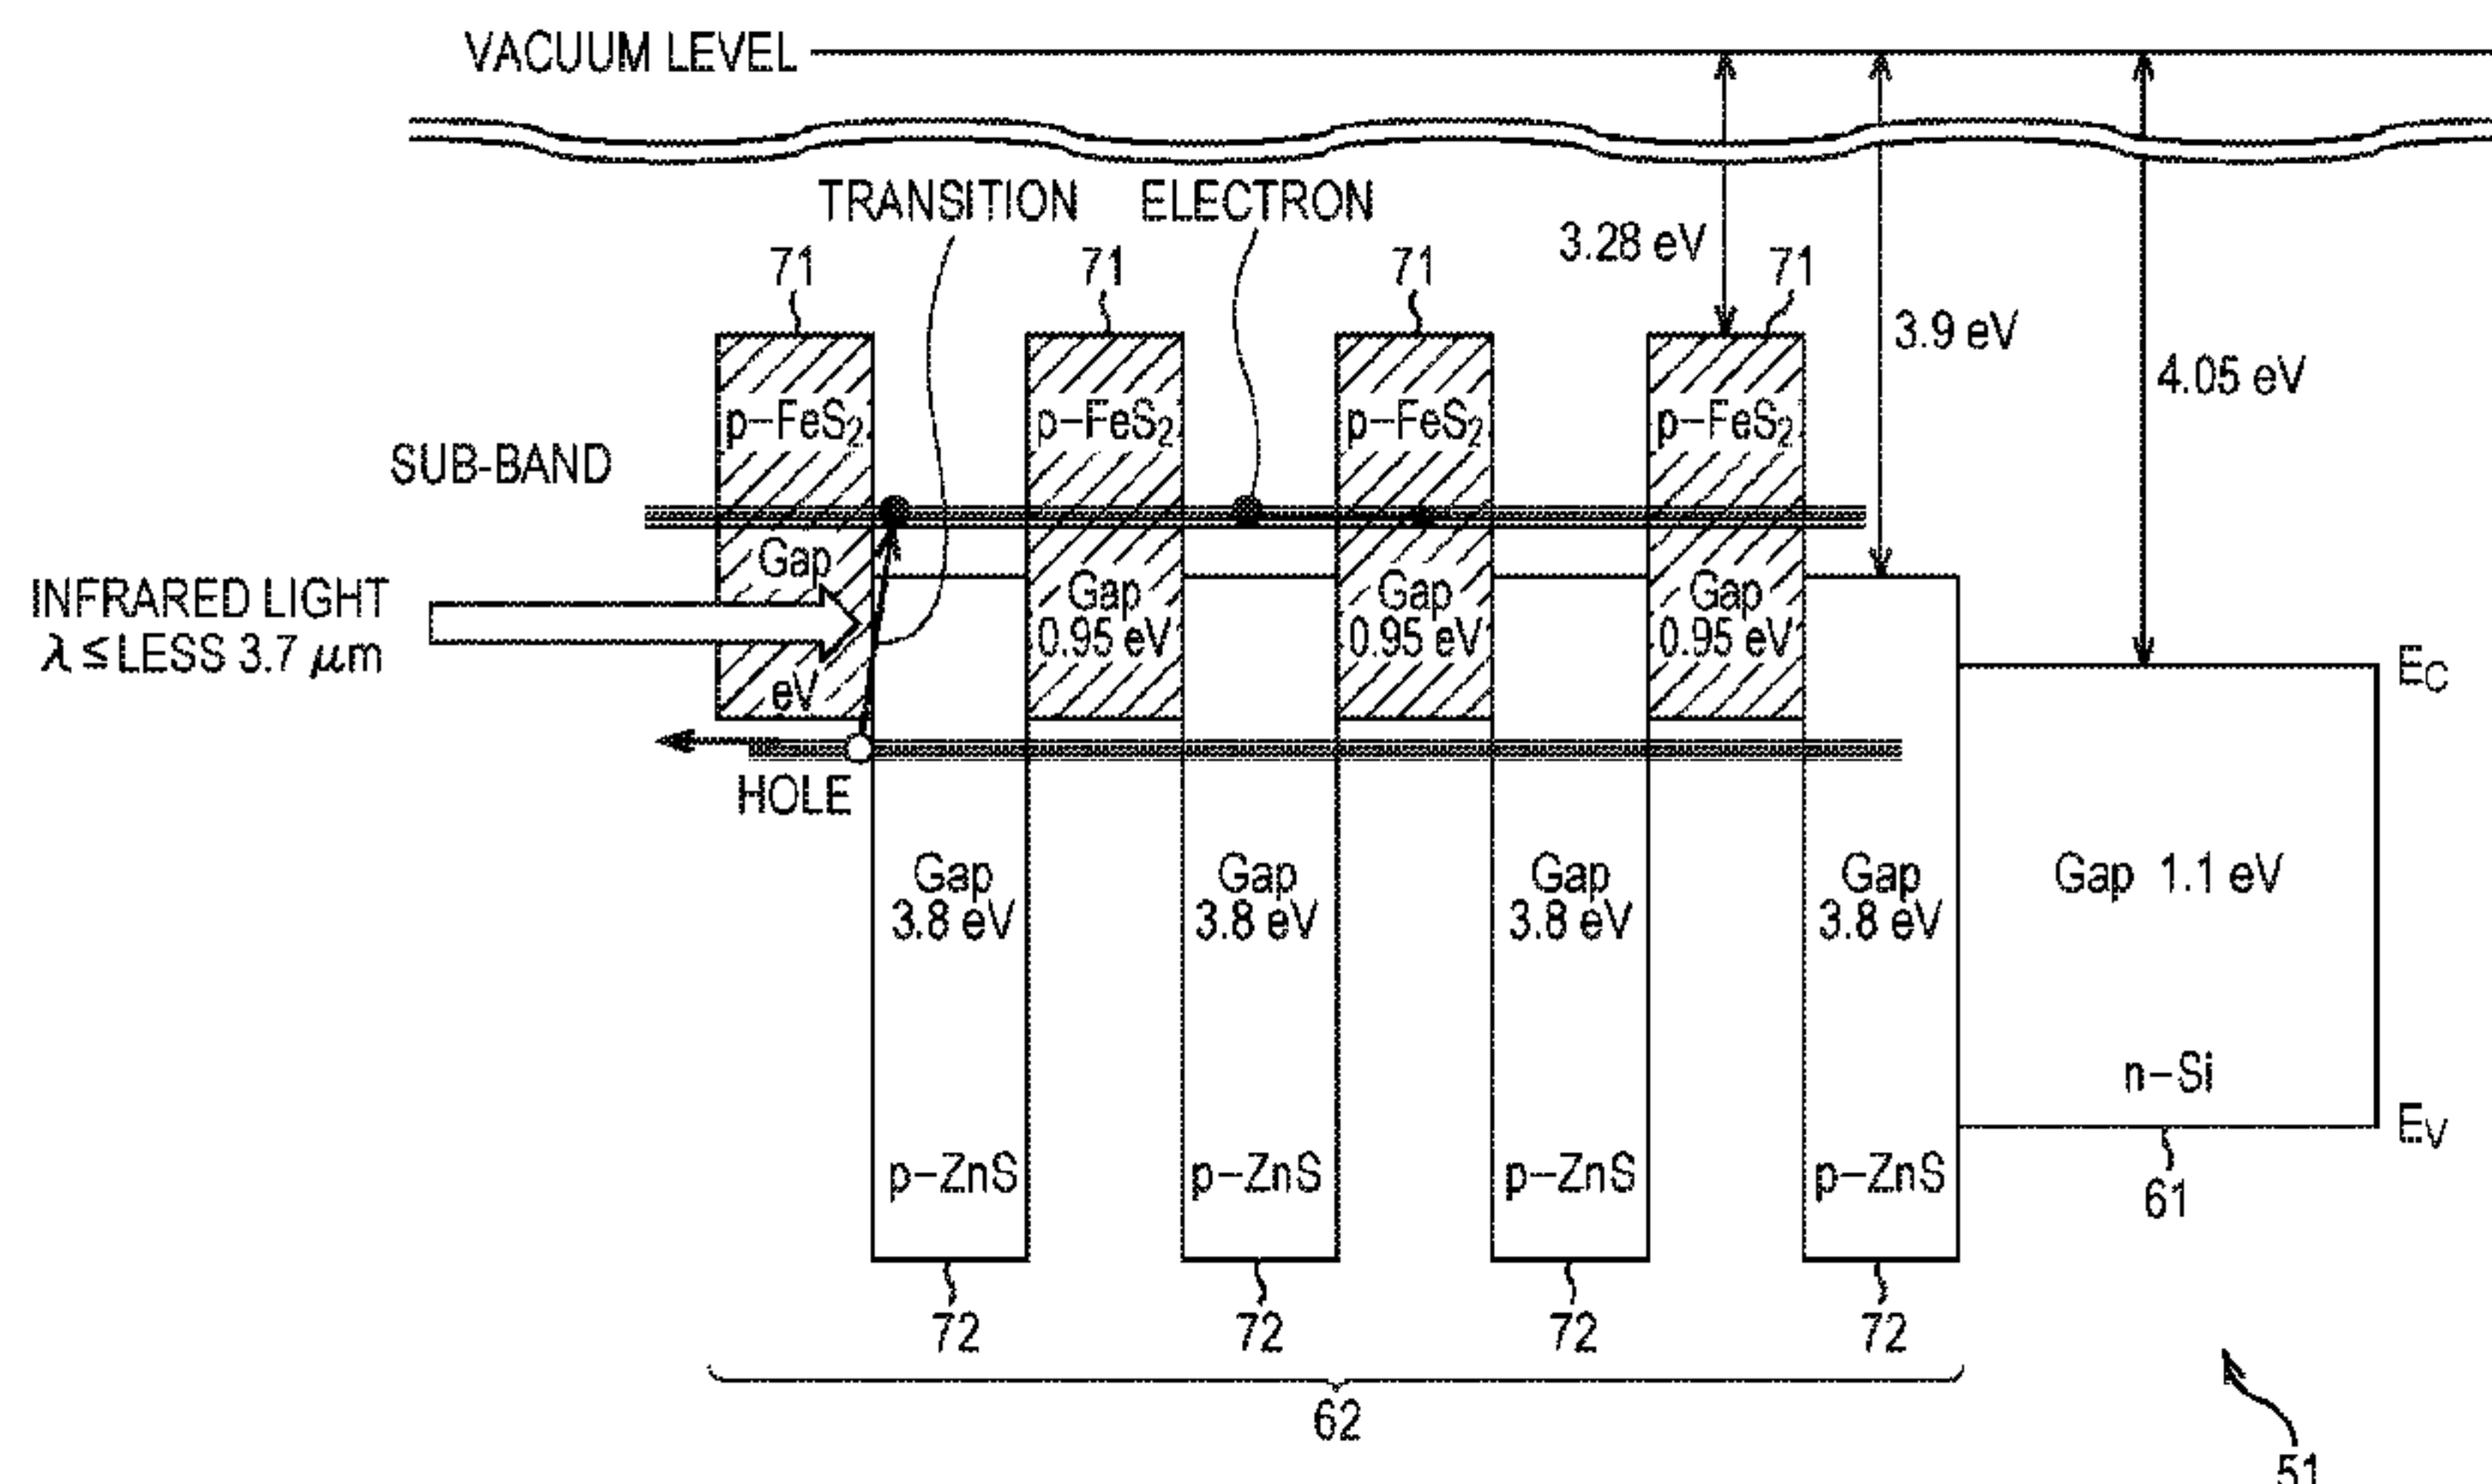 VACUUM LEVEL
TRANSITION ELECTRON
3.28 eV
71 71 71 71
3.9 eV
4.05 eV
p-FeS2 p-FeS2 p-FeS2 p-FeS2
SUB-BAND
Gap
eV
Gap Gap Gap
0.95 eV 0.95 eV 0.95 eV
INFRARED LIGHT
λ ≤ LESS 3.7 μm
EC
HOLE
Gap Gap Gap Gap
3.8 eV 3.8 eV 3.8 eV 3.8 eV
Gap 1.1 eV
n-Si
EV
p-ZnS p-ZnS p-ZnS p-ZnS
61
72 72 72 72
62
51